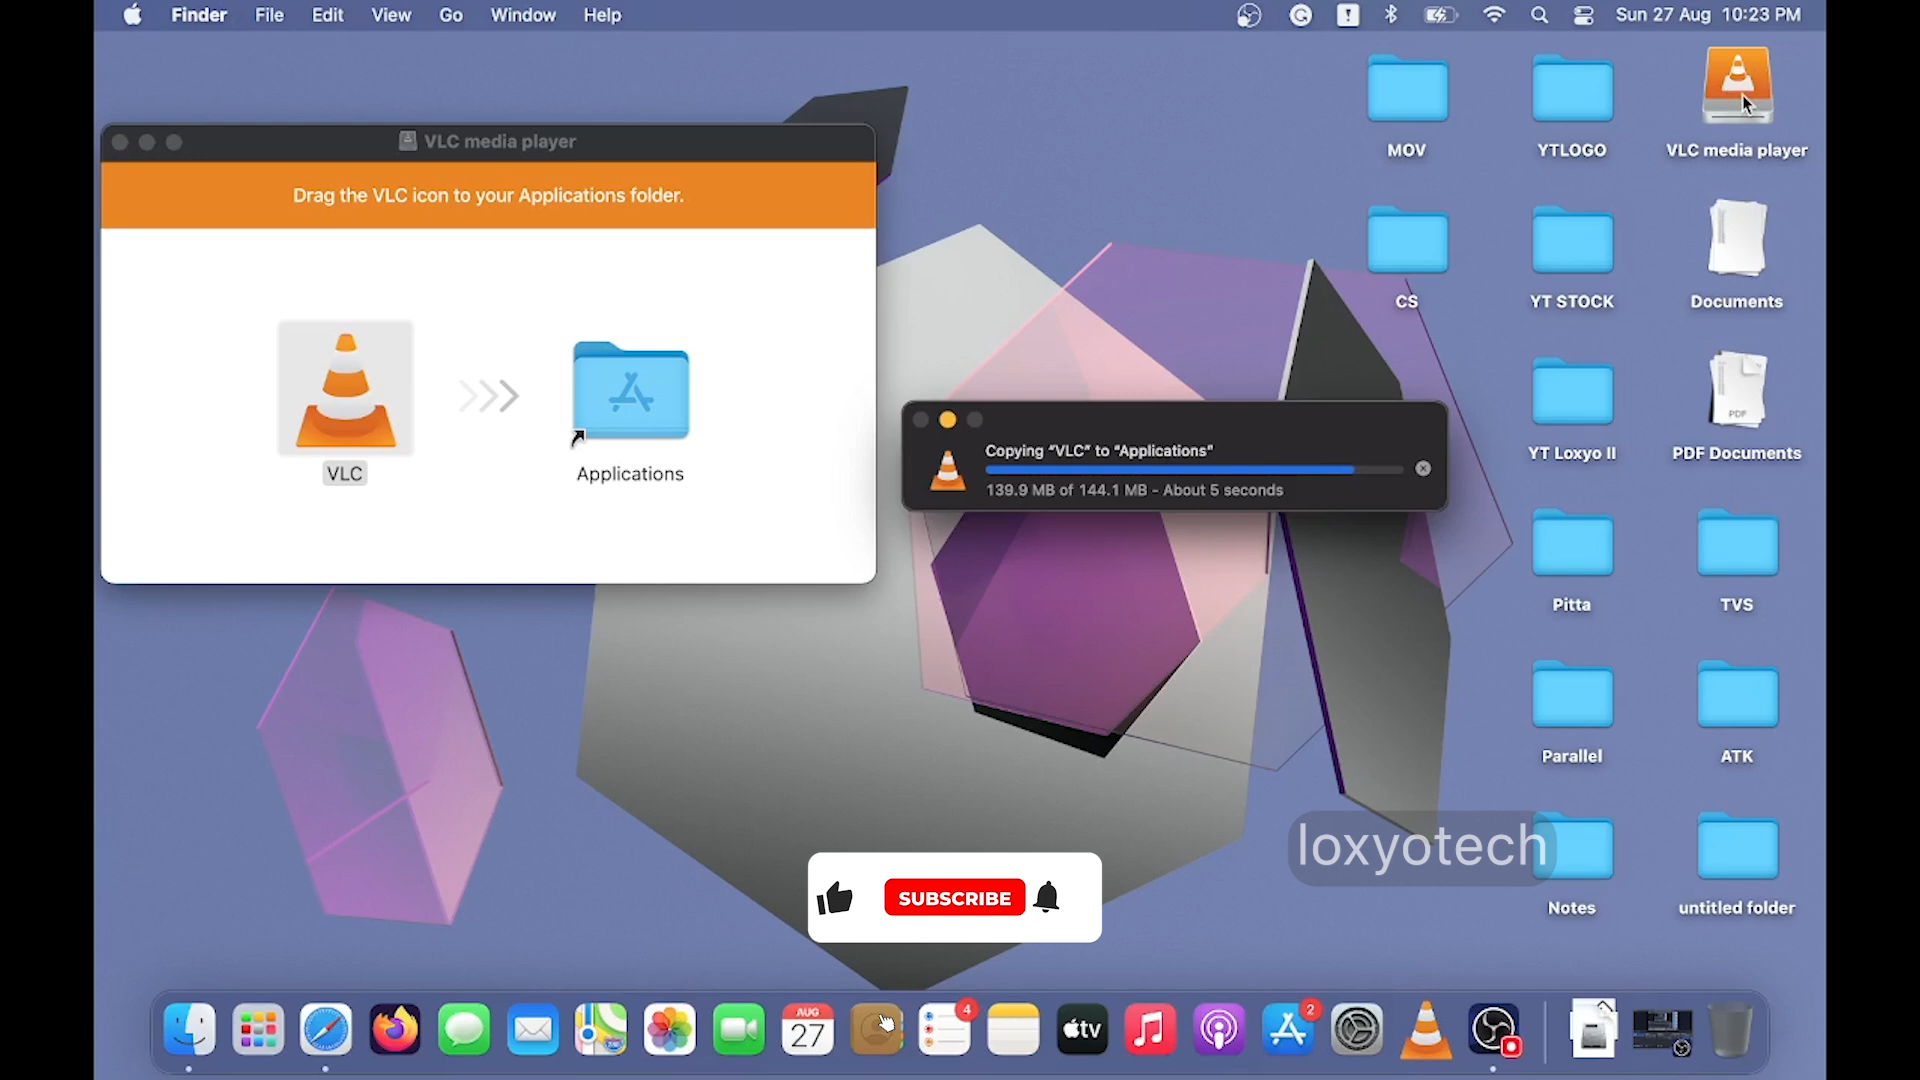 Finder File Edit View Go Window Help
Sun 27 Aug 10:23 PM
VLC media player
Drag the VLC icon to your Applications folder.
VLC
Applications
Copying “VLC” to “Applications”
139.9 MB of 144.1 MB - About 5 seconds
MOV
YTLOGO
VLC media player
CS
YT STOCK
Documents
YT Loxyo II
PDF
PDF Documents
Pitta
TVS
Parallel
ATK
loxyotech
Notes
untitled folder
SUBSCRIBE
AUG
27
4
tv
2